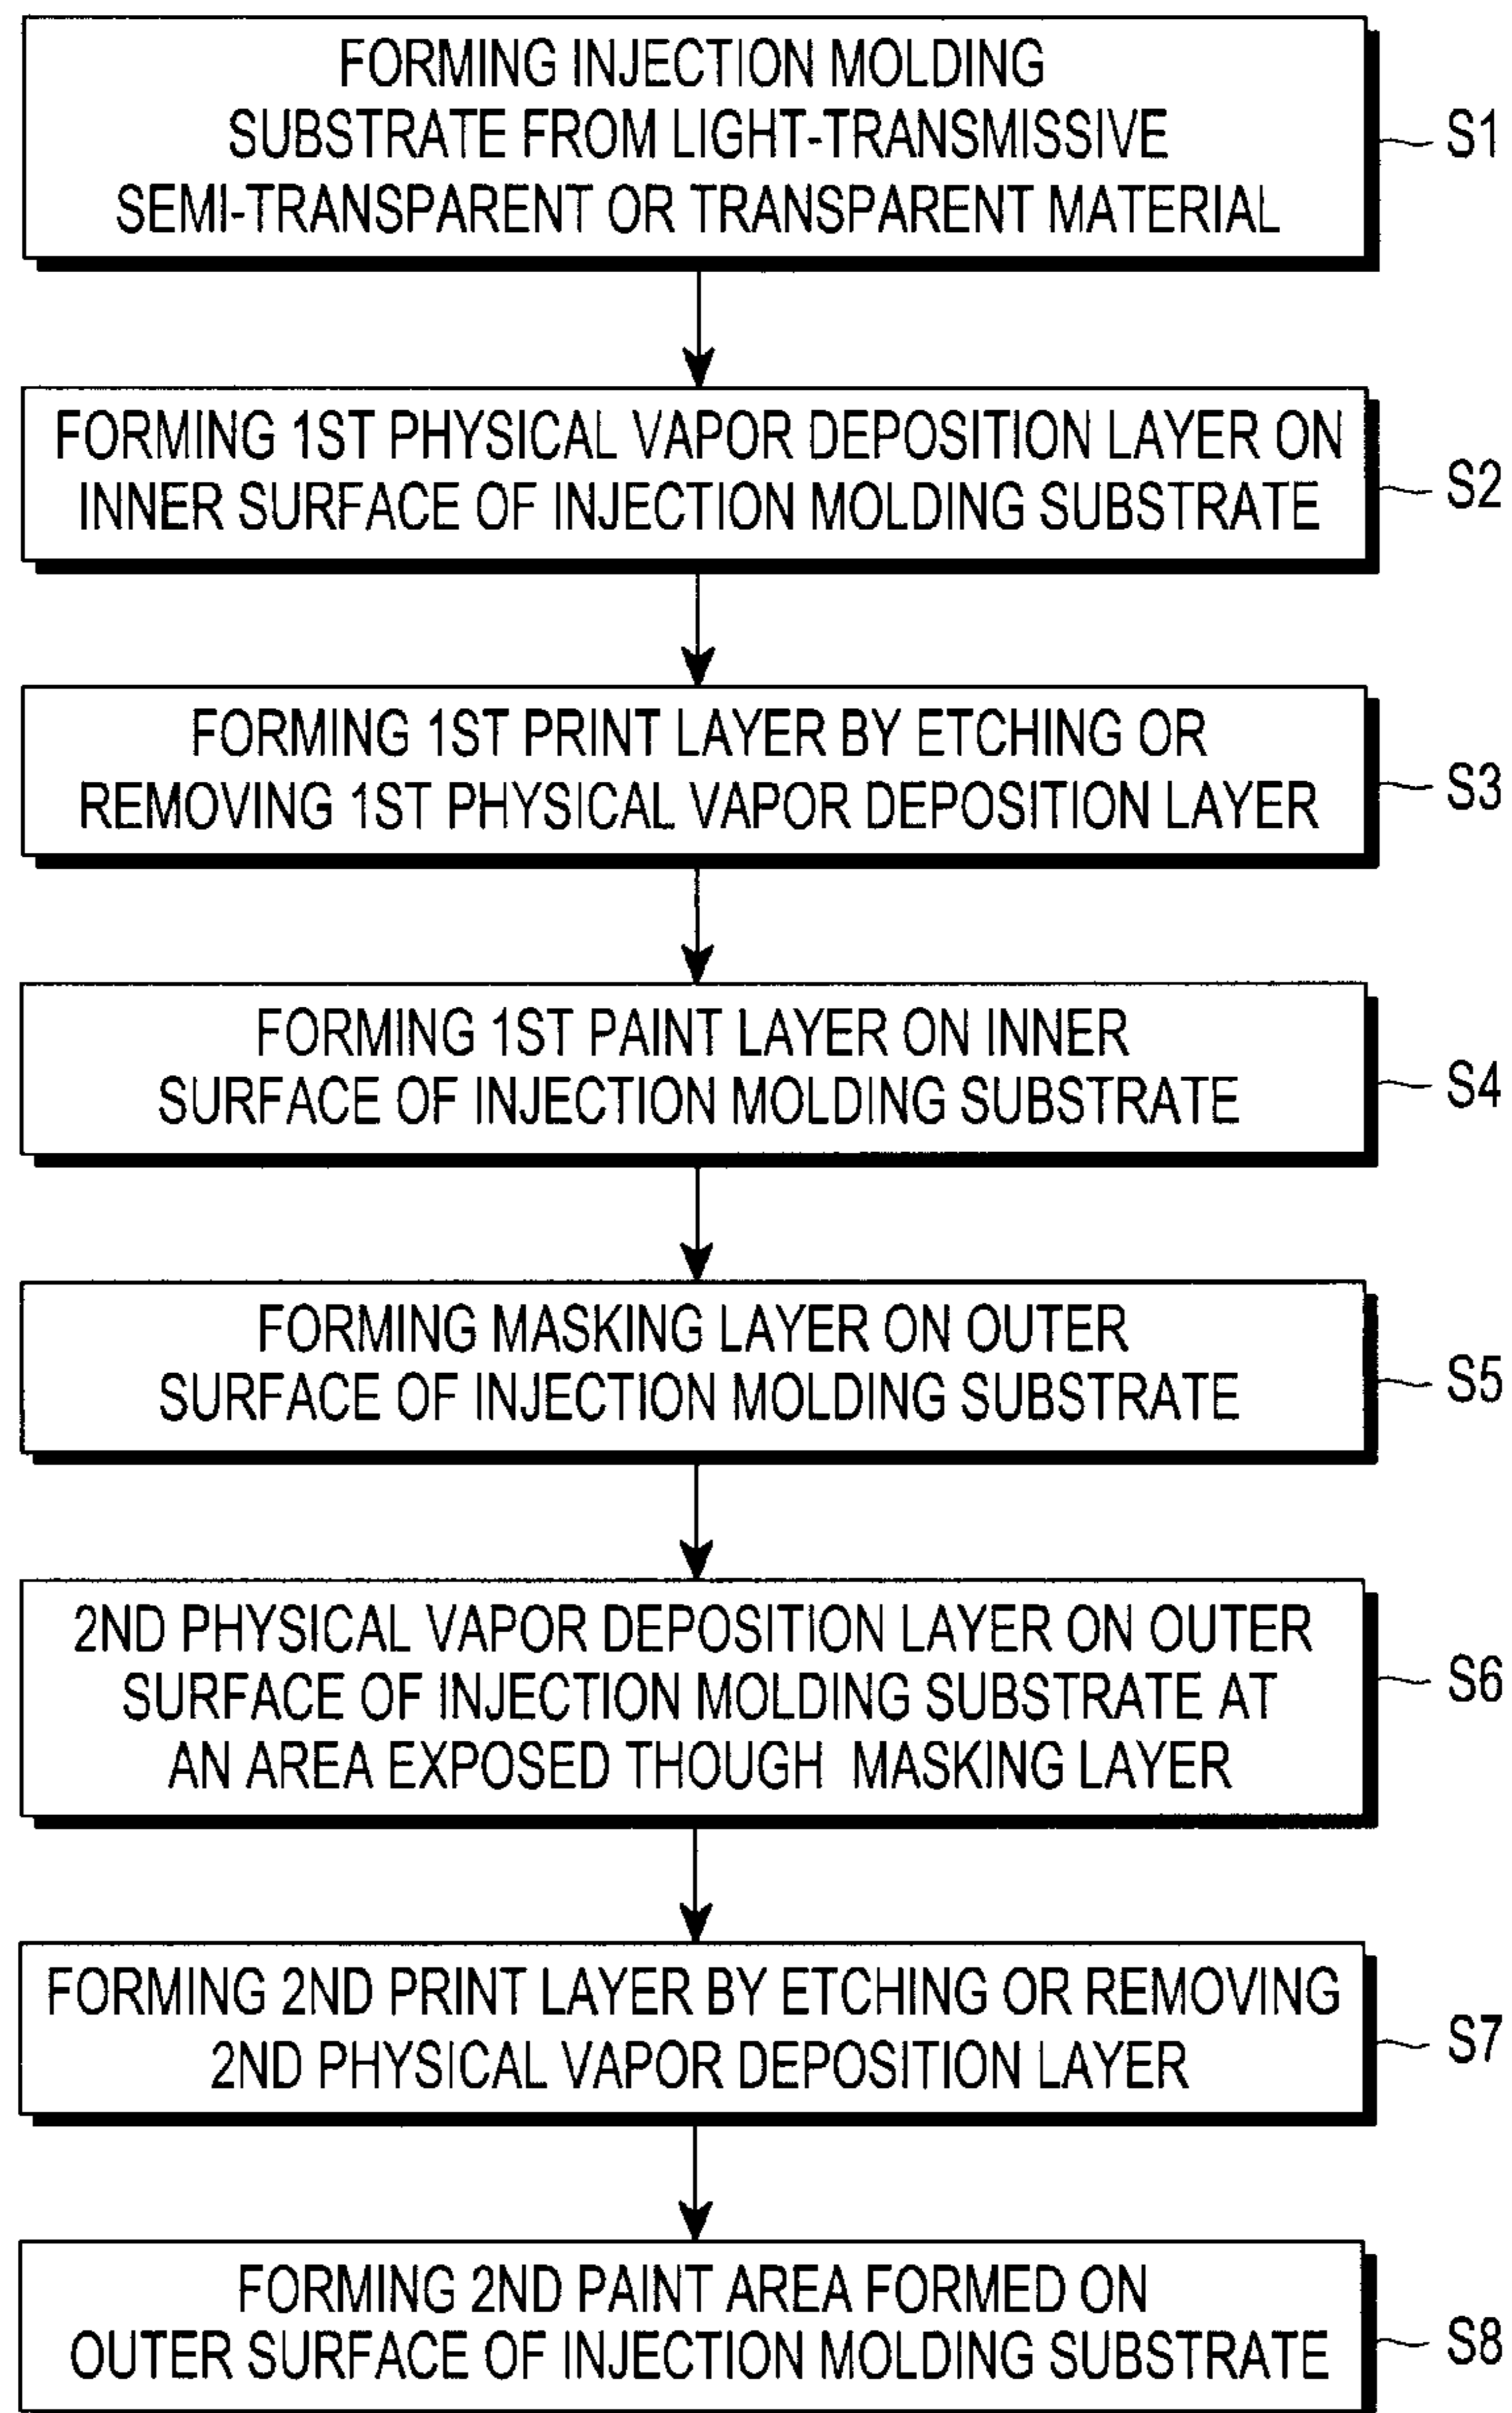 FORMING INJECTION MOLDING
SUBSTRATE FROM LIGHT-TRANSMISSIVE
SEMI-TRANSPARENT OR TRANSPARENT MATERIAL
S1
FORMING 1ST PHYSICAL VAPOR DEPOSITION LAYER ON
INNER SURFACE OF INJECTION MOLDING SUBSTRATE
S2
FORMING 1ST PRINT LAYER BY ETCHING OR
REMOVING 1ST PHYSICAL VAPOR DEPOSITION LAYER
S3
FORMING 1ST PAINT LAYER ON INNER
SURFACE OF INJECTION MOLDING SUBSTRATE
S4
FORMING MASKING LAYER ON OUTER
SURFACE OF INJECTION MOLDING SUBSTRATE
S5
2ND PHYSICAL VAPOR DEPOSITION LAYER ON OUTER
SURFACE OF INJECTION MOLDING SUBSTRATE AT
AN AREA EXPOSED THOUGH MASKING LAYER
S6
FORMING 2ND PRINT LAYER BY ETCHING OR REMOVING
2ND PHYSICAL VAPOR DEPOSITION LAYER
S7
FORMING 2ND PAINT AREA FORMED ON
OUTER SURFACE OF INJECTION MOLDING SUBSTRATE
S8